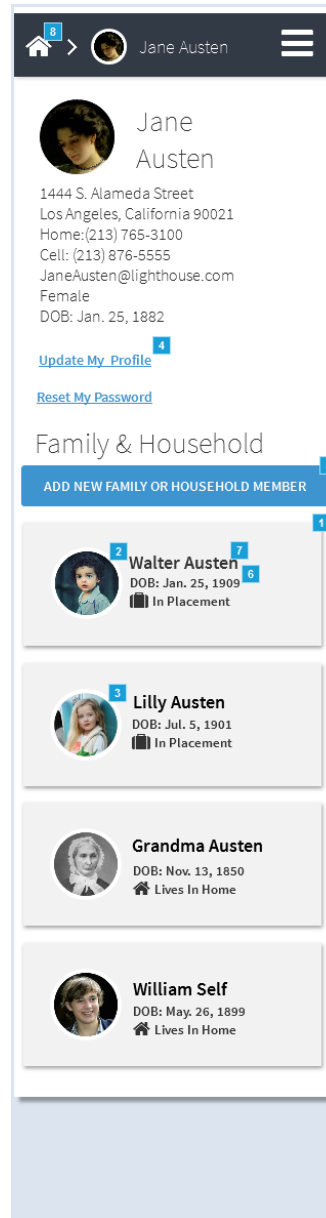 8
Jane Austen
Jane
Austen
1444 S. Alameda Street
Los Angeles, California 90021
Home:(213) 765-3100
Cell: (213) 876-5555
JaneAusten@lighthouse.com
Female
DOB: Jan. 25, 1882
4
Update My Profile
Reset My Password
Family & Household
ADD NEW FAMILY OR HOUSEHOLD MEMBER
1
2
7
Walter Austen
DOB: Jan. 25, 1909
6
In Placement
3
Lilly Austen
DOB: Jul. 5, 1901
In Placement
Grandma Austen
DOB: Nov. 13, 1850
Lives In Home
William Self
DOB: May. 26, 1899
Lives In Home